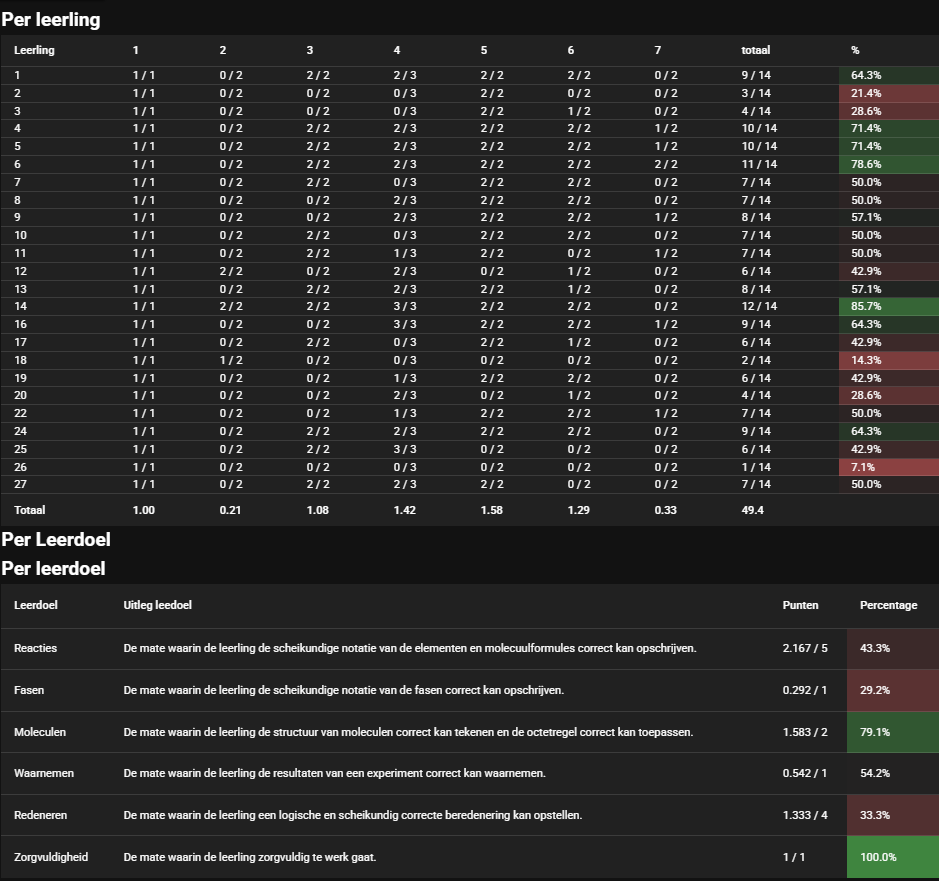 Per leerling
Leerling 1 2 3 4 5 6 7 totaal %
1 1 / 1 0 / 2 2 / 2 2 / 3 2 / 2 2 / 2 0 / 2 9 / 14 64.3%
2 1 / 1 0 / 2 0 / 2 0 / 3 2 / 2 0 / 2 0 / 2 3 / 14 21.4%
3 1 / 1 0 / 2 0 / 2 0 / 3 2 / 2 1 / 2 0 / 2 4 / 14 28.6%
4 1 / 1 0 / 2 2 / 2 2 / 3 2 / 2 2 / 2 1 / 2 10 / 14 71.4%
5 1 / 1 0 / 2 2 / 2 2 / 3 2 / 2 2 / 2 1 / 2 10 / 14 71.4%
6 1 / 1 0 / 2 2 / 2 2 / 3 2 / 2 2 / 2 2 / 2 11 / 14 78.6%
7 1 / 1 0 / 2 2 / 2 0 / 3 2 / 2 2 / 2 0 / 2 7 / 14 50.0%
8 1 / 1 0 / 2 0 / 2 2 / 3 2 / 2 2 / 2 0 / 2 7 / 14 50.0%
9 1 / 1 0 / 2 0 / 2 2 / 3 2 / 2 2 / 2 1 / 2 8 / 14 57.1%
10 1 / 1 0 / 2 2 / 2 0 / 3 2 / 2 2 / 2 0 / 2 7 / 14 50.0%
11 1 / 1 0 / 2 2 / 2 1 / 3 2 / 2 0 / 2 1 / 2 7 / 14 50.0%
12 1 / 1 2 / 2 0 / 2 2 / 3 0 / 2 1 / 2 0 / 2 6 / 14 42.9%
13 1 / 1 0 / 2 2 / 2 2 / 3 2 / 2 1 / 2 0 / 2 8 / 14 57.1%
14 1 / 1 2 / 2 2 / 2 3 / 3 2 / 2 2 / 2 0 / 2 12 / 14 85.7%
16 1 / 1 0 / 2 0 / 2 3 / 3 2 / 2 2 / 2 1 / 2 9 / 14 64.3%
17 1 / 1 0 / 2 2 / 2 0 / 3 2 / 2 1 / 2 0 / 2 6 / 14 42.9%
18 1 / 1 1 / 2 0 / 2 0 / 3 0 / 2 0 / 2 0 / 2 2 / 14 14.3%
19 1 / 1 0 / 2 0 / 2 1 / 3 2 / 2 2 / 2 0 / 2 6 / 14 42.9%
20 1 / 1 0 / 2 0 / 2 2 / 3 0 / 2 1 / 2 0 / 2 4 / 14 28.6%
22 1 / 1 0 / 2 0 / 2 1 / 3 2 / 2 2 / 2 1 / 2 7 / 14 50.0%
24 1 / 1 0 / 2 2 / 2 2 / 3 2 / 2 2 / 2 0 / 2 9 / 14 64.3%
25 1 / 1 0 / 2 2 / 2 3 / 3 0 / 2 0 / 2 0 / 2 6 / 14 42.9%
26 1 / 1 0 / 2 0 / 2 0 / 3 0 / 2 0 / 2 0 / 2 1 / 14 7.1%
27 1 / 1 0 / 2 2 / 2 2 / 3 2 / 2 0 / 2 0 / 2 7 / 14 50.0%
Totaal 1.00 0.21 1.08 1.42 1.58 1.29 0.33 49.4
Per Leerdoel
Per leerdoel
Leerdoel Uitleg leedoel Punten Percentage
Reacties De mate waarin de leerling de scheikundige notatie van de elementen en molecuulformules correct kan opschrijven. 2.167 / 5 43.3%
Fasen De mate waarin de leerling de scheikundige notatie van de fasen correct kan opschrijven. 0.292 / 1 29.2%
Moleculen De mate waarin de leerling de structuur van moleculen correct kan tekenen en de octetregel correct kan toepassen. 1.583 / 2 79.1%
Waarnemen De mate waarin de leerling de resultaten van een experiment correct kan waarnemen. 0.542 / 1 54.2%
Redeneren De mate waarin de leerling een logische en scheikundig correcte beredenering kan opstellen. 1.333 / 4 33.3%
Zorgvuldigheid De mate waarin de leerling zorgvuldig te werk gaat. 1 / 1 100.0%